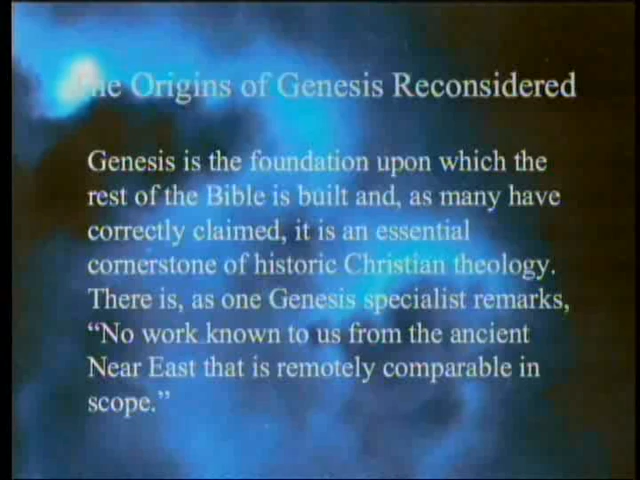 The Origins of Genesis Reconsidered
Genesis is the foundation upon which the
rest of the Bible is built and, as many have
correctly claimed, it is an essential
cornerstone of historic Christian theology.
There is, as one Genesis specialist remarks,
“No work known to us from the ancient
Near East that is remotely comparable in
scope.”